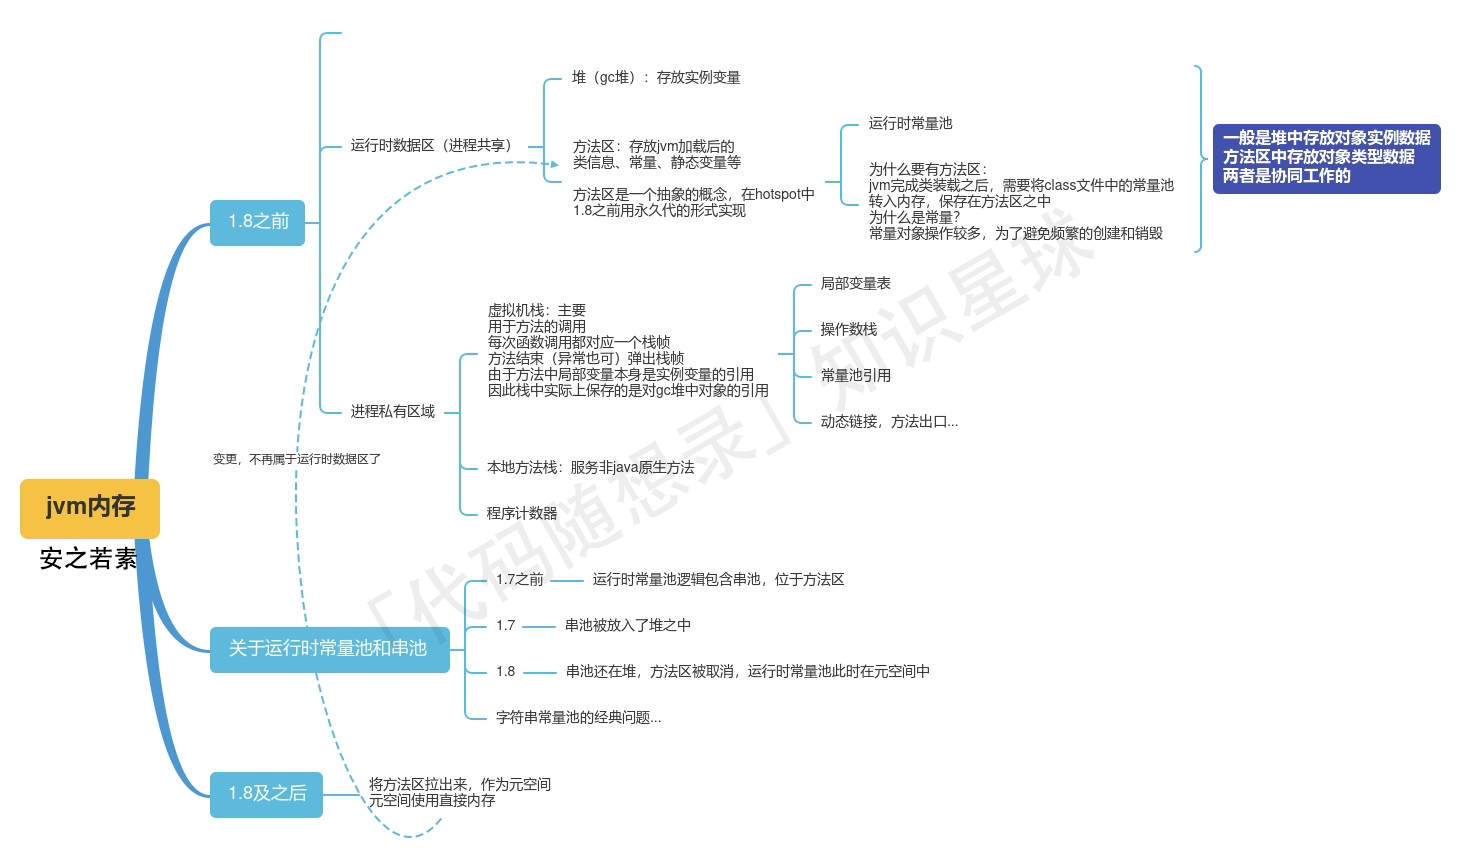 jvm内存
安之若素
1.8之前
运行时数据区（进程共享）
堆（gc堆）：存放实例变量
方法区：存放jvm加载后的
类信息、常量、静态变量等
方法区是一个抽象的概念，在hotspot中
1.8之前用永久代的形式实现
运行时常量池
为什么要有方法区：
jvm完成类装载之后，需要将class文件中的常量池
转入内存，保存在方法区之中
为什么是常量？
常量对象操作较多，为了避免频繁的创建和销毁
一般是堆中存放对象实例数据
方法区中存放对象类型数据
两者是协同工作的
进程私有区域
虚拟机栈：主要
用于方法的调用
每次函数调用都对应一个栈帧
方法结束（异常也可）弹出栈帧
由于方法中局部变量本身是实例变量的引用
因此栈中实际上保存的是对gc堆中对象的引用
局部变量表
操作数栈
常量池引用
动态链接，方法出口...
本地方法栈：服务非java原生方法
程序计数器
变更，不再属于运行时数据区了
关于运行时常量池和串池
1.7之前
运行时常量池逻辑包含串池，位于方法区
1.7
串池被放入了堆之中
1.8
串池还在堆，方法区被取消，运行时常量池此时在元空间中
字符串常量池的经典问题...
1.8及之后
将方法区拉出来，作为元空间
元空间使用直接内存
「代码随想录」知识星球